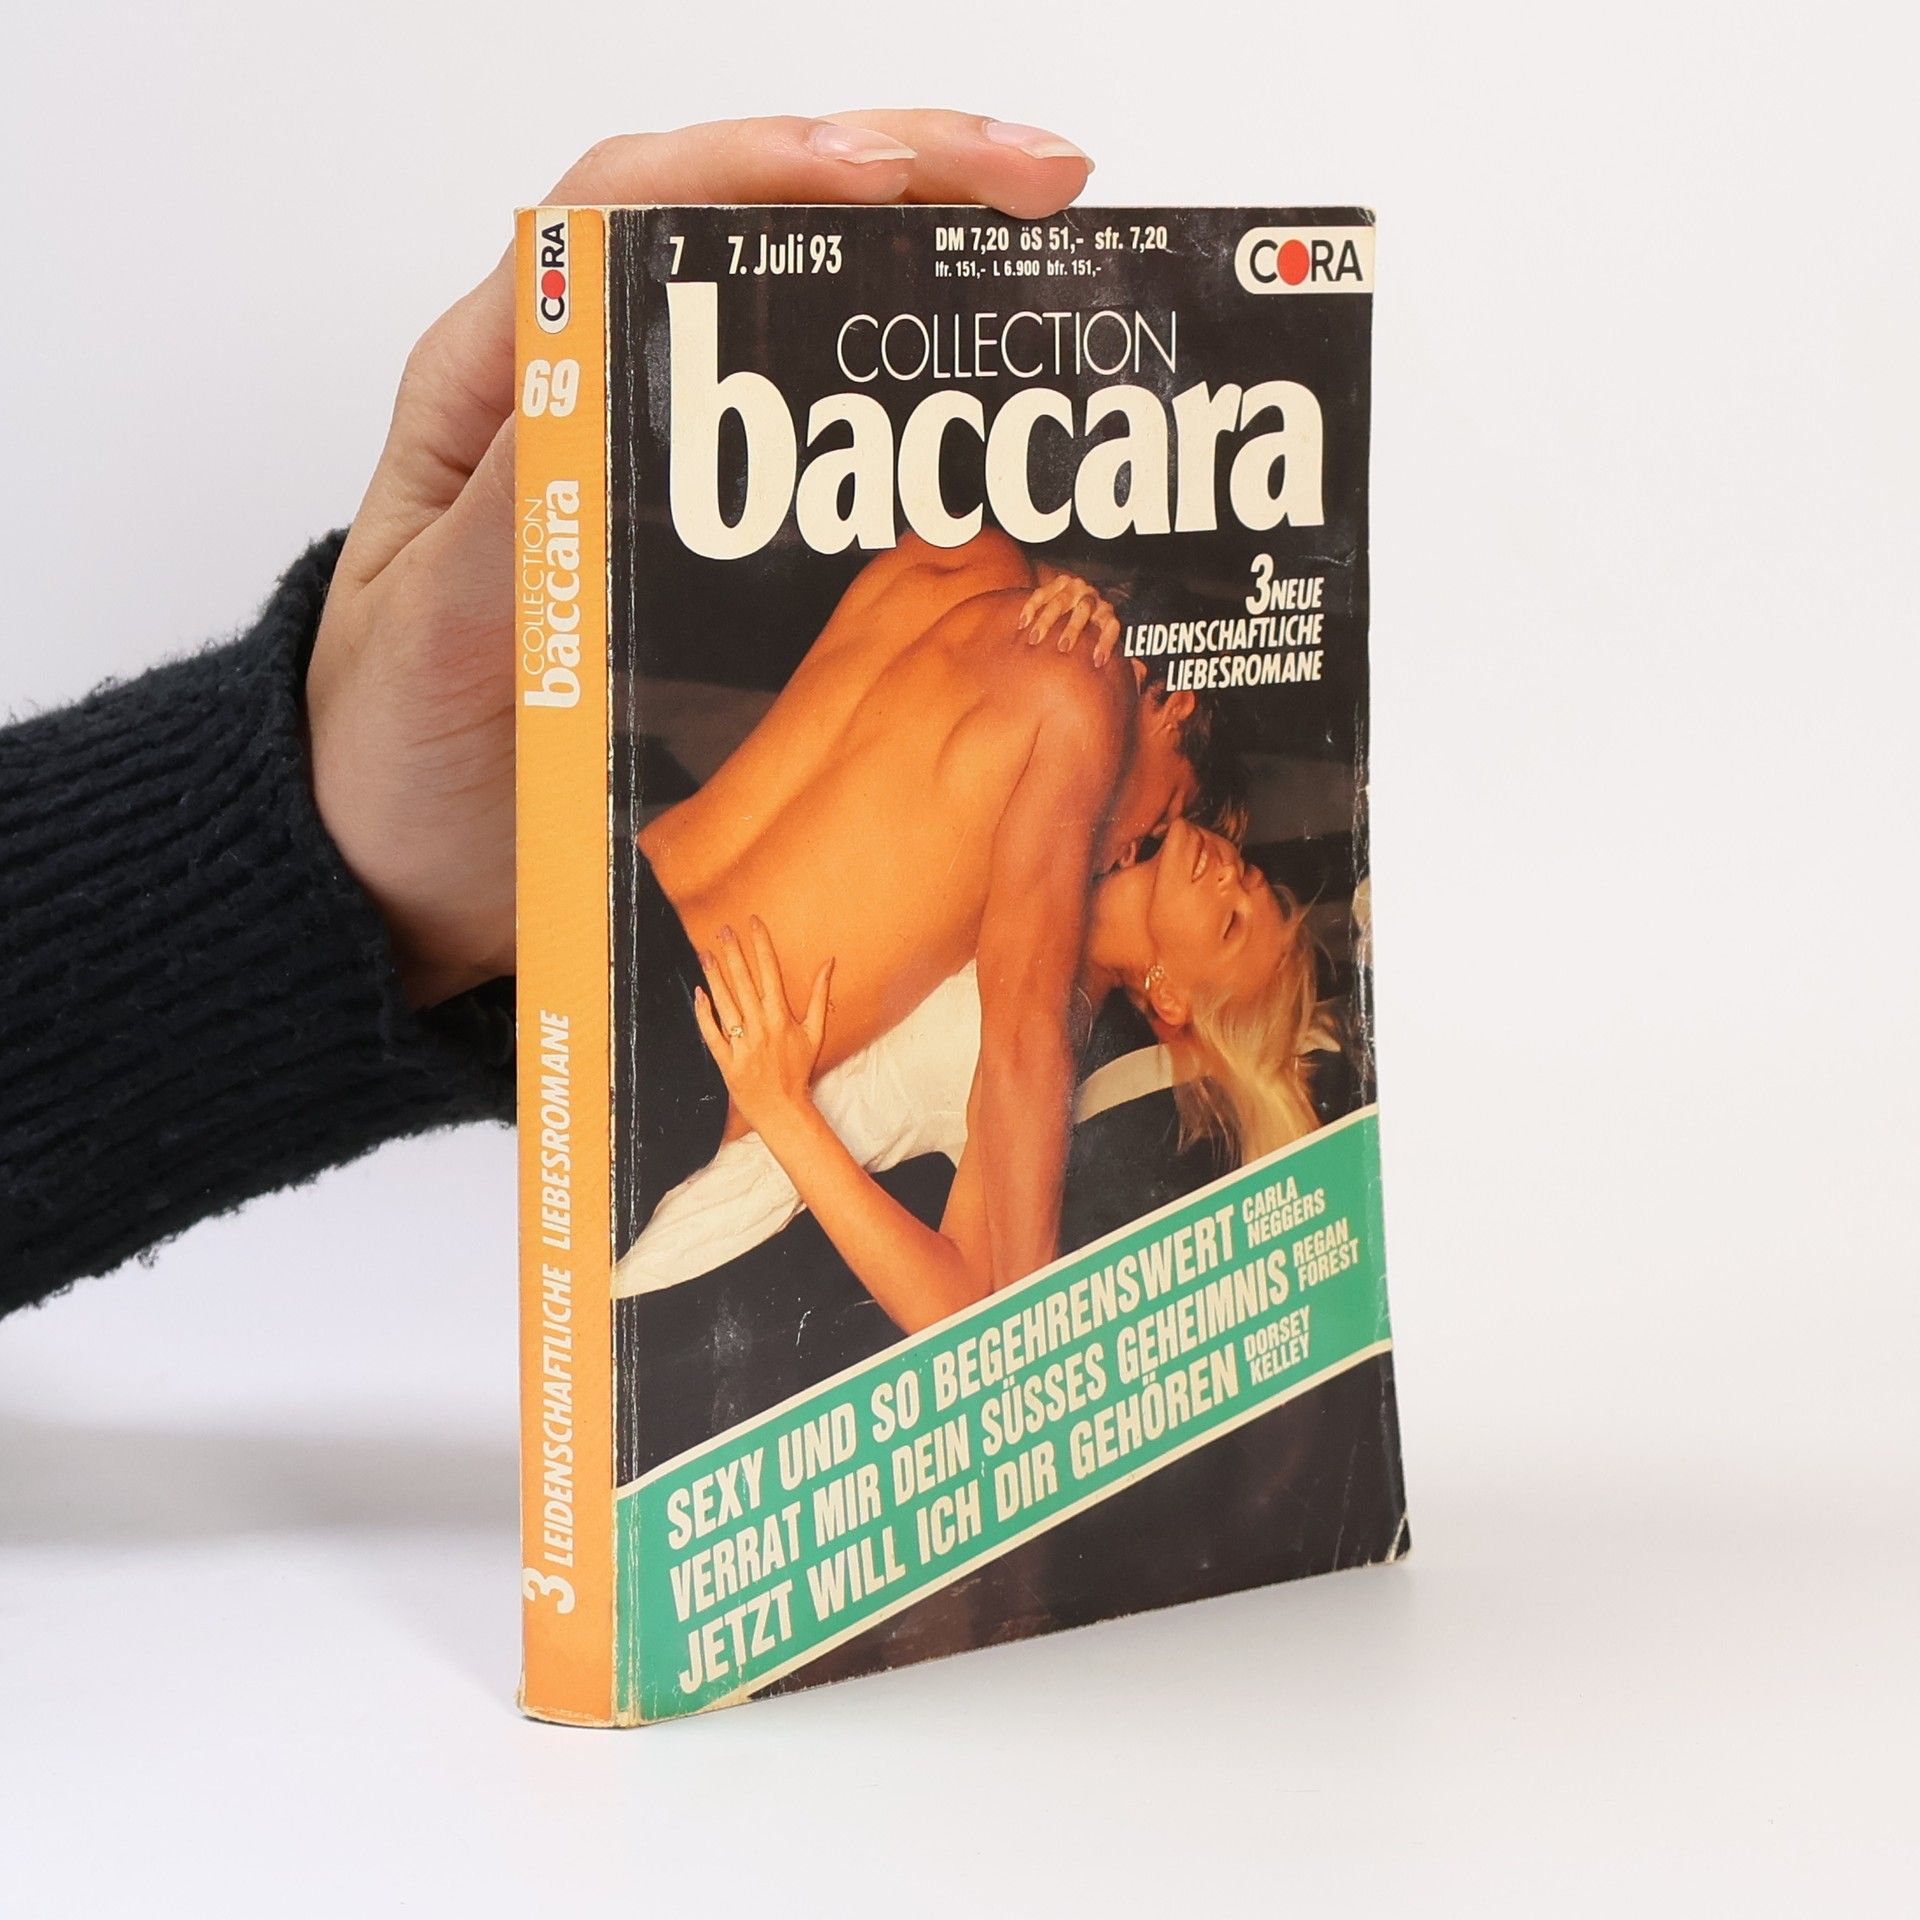 CORA
69
COLLECTION
baccara
3 LEIDENSCHAFTLICHE LIEBESROMANE
7 7. Juli 93
DM 7,20 öS 51,- sfr. 7,20
lfr. 151,- L 6.900 bfr. 151,-
CORA
COLLECTION
baccara
3 NEUE
LEIDENSCHAFTLICHE
LIEBESROMANE
SEXY UND SO BEGEHRENSWERT CARLA NEGGERS
VERRAT MIR DEIN SÜSSES GEHEIMNIS REGAN FOREST
JETZT WILL ICH DIR GEHÖREN DORSEY KELLEY